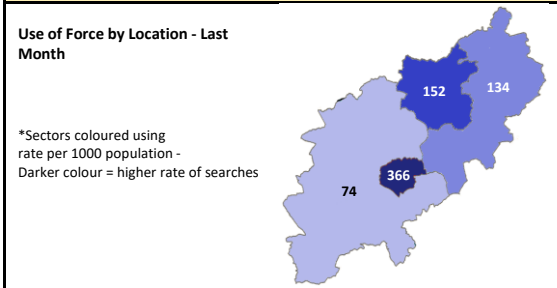 Use of Force by Location - Last
Month
152
134
*Sectors coloured using
rate per 1000 population -
Darker colour = higher rate of searches
366
74